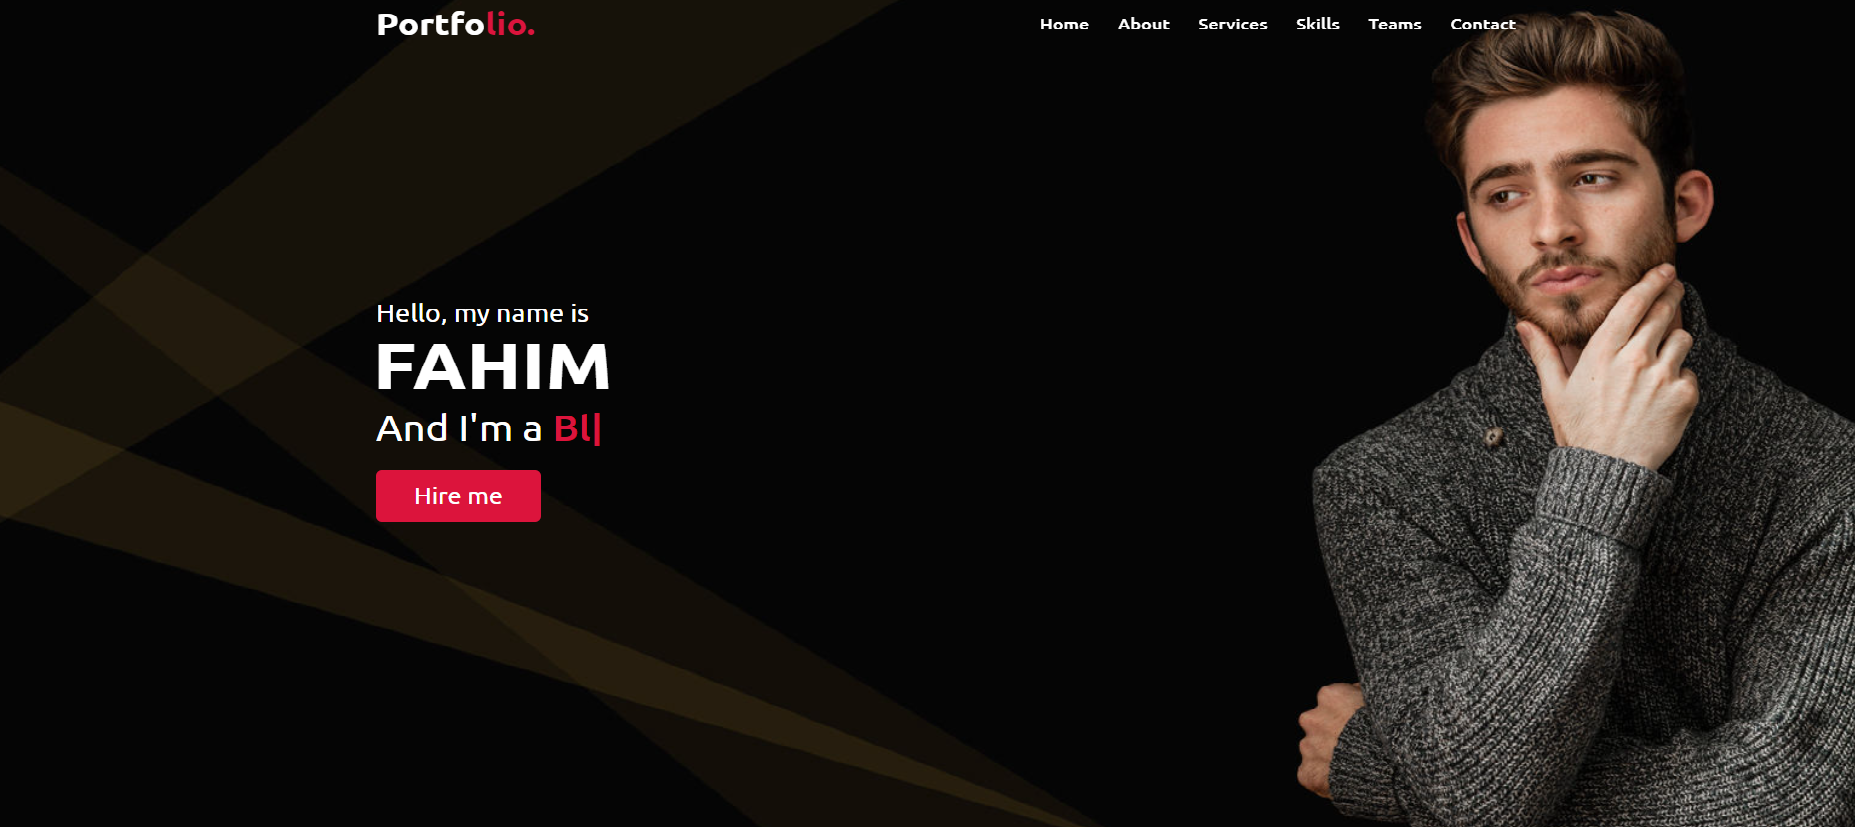 Portfolio.
Home About Services Skills Teams Contact
Hello, my name is
FAHIM
And I'm a Bl|
Hire me